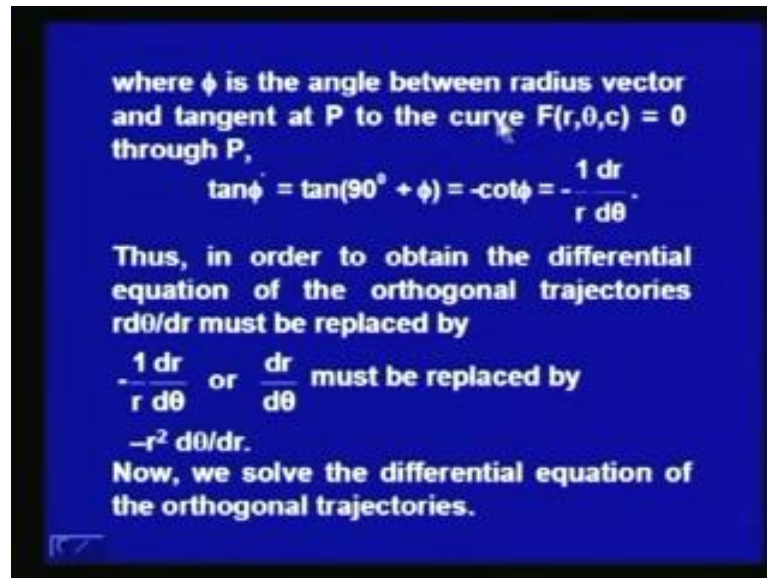 where ϕ is the angle between radius vector
and tangent at P to the curve F(r,θ,c) = 0
through P,
tanϕ' = tan(90° + ϕ) = -cotϕ = - 1/r dr/dθ .
Thus, in order to obtain the differential
equation of the orthogonal trajectories
rdθ/dr must be replaced by
- 1/r dr/dθ or dr/dθ must be replaced by
–r² dθ/dr.
Now, we solve the differential equation of
the orthogonal trajectories.